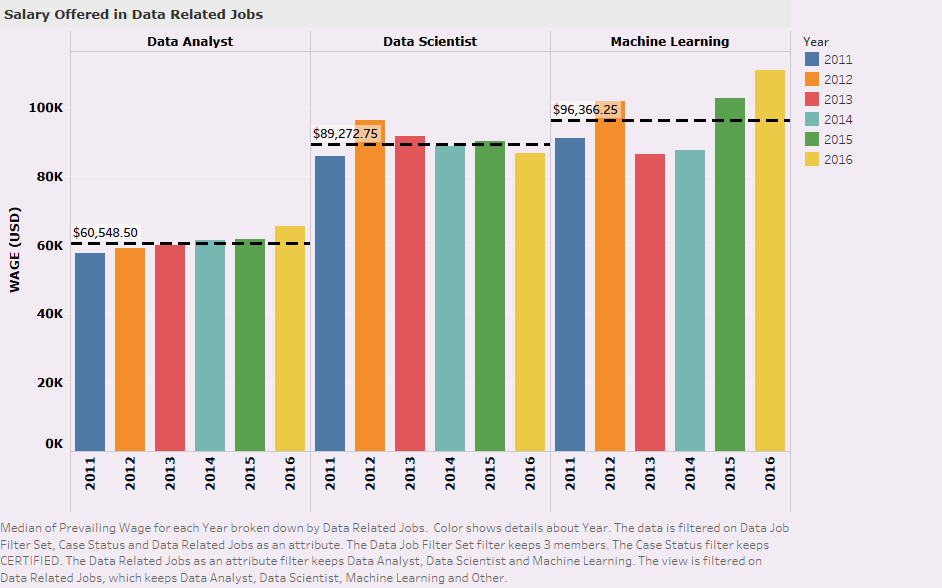 Salary Offered in Data Related Jobs
Data Analyst
Data Scientist
Machine Learning
Year
2011
2012
2013
2014
2015
2016
WAGE (USD)
100K
80K
60K
40K
20K
0K
$60,548.50
$89,272.75
$96,366.25
2011 2012 2013 2014 2015 2016 2011 2012 2013 2014 2015 2016 2011 2012 2013 2014 2015 2016
Median of Prevailing Wage for each Year broken down by Data Related Jobs. Color shows details about Year. The data is filtered on Data Job
Filter Set, Case Status and Data Related Jobs as an attribute. The Data Job Filter Set filter keeps 3 members. The Case Status filter keeps
CERTIFIED. The Data Related Jobs as an attribute filter keeps Data Analyst, Data Scientist and Machine Learning. The view is filtered on
Data Related Jobs, which keeps Data Analyst, Data Scientist, Machine Learning and Other.